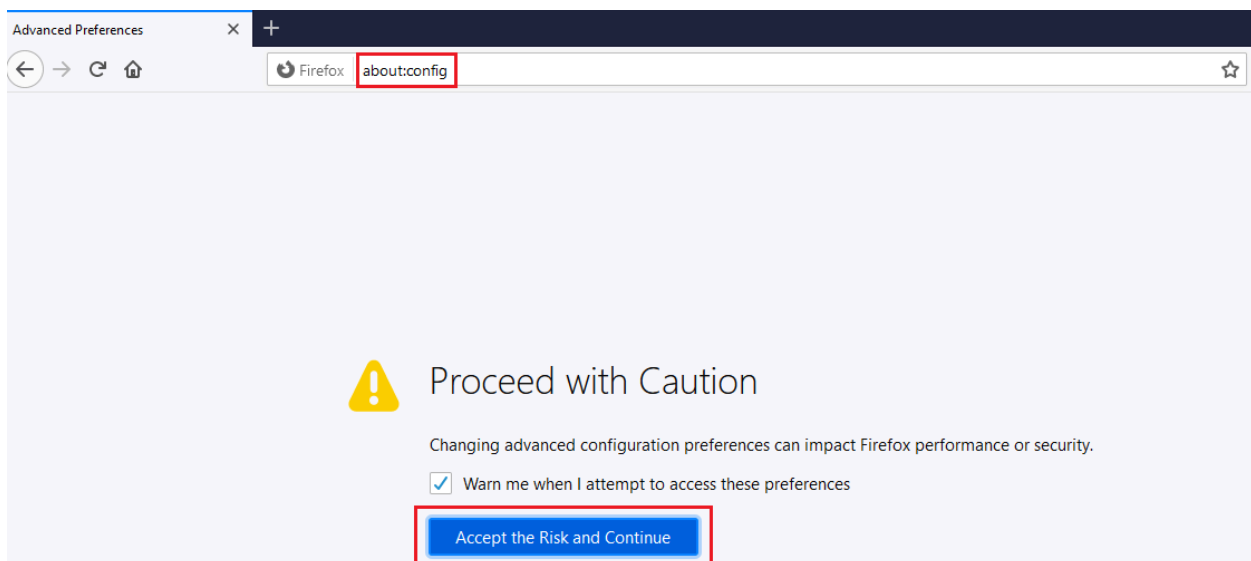 Advanced Preferences
Firefox about:config
Proceed with Caution
Changing advanced configuration preferences can impact Firefox performance or security.
Warn me when I attempt to access these preferences
Accept the Risk and Continue